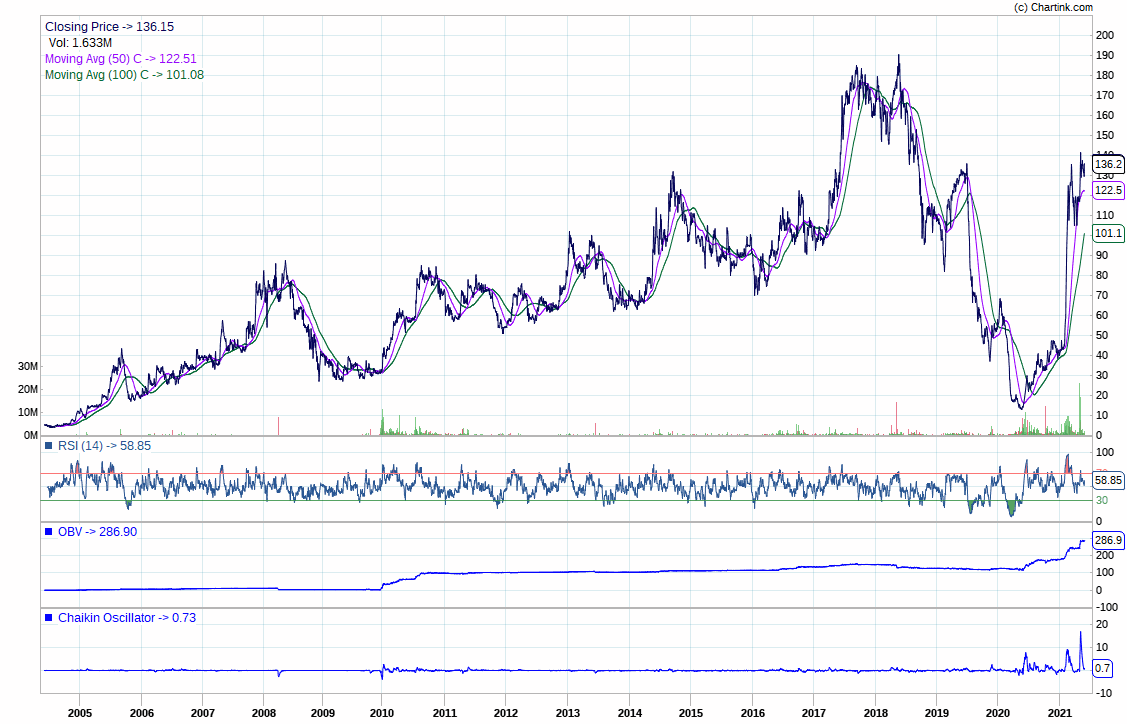 (c) Chartink.com
Closing Price -> 136.15
Vol: 1.633M
Moving Avg (50) C -> 122.51
Moving Avg (100) C -> 101.08
200
190
180
170
160
150
140
136.2
130
122.5
110
101.1
90
80
70
60
50
40
30
20
10
0
30M
20M
10M
0M
RSI (14) -> 58.85
100
70
58.85
30
0
OBV -> 286.90
286.9
200
100
0
-100
Chaikin Oscillator -> 0.73
20
10
0.7
-10
2005 2006 2007 2008 2009 2010 2011 2012 2013 2014 2015 2016 2017 2018 2019 2020 2021